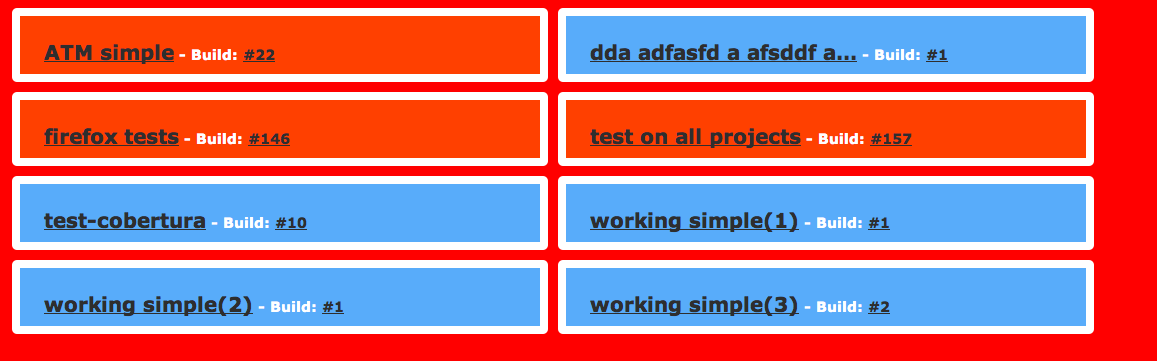 ATM simple - Build: #22
dda adfasfd a afsddf a... - Build: #1
firefox tests - Build: #146
test on all projects - Build: #157
test-cobertura - Build: #10
working simple(1) - Build: #1
working simple(2) - Build: #1
working simple(3) - Build: #2